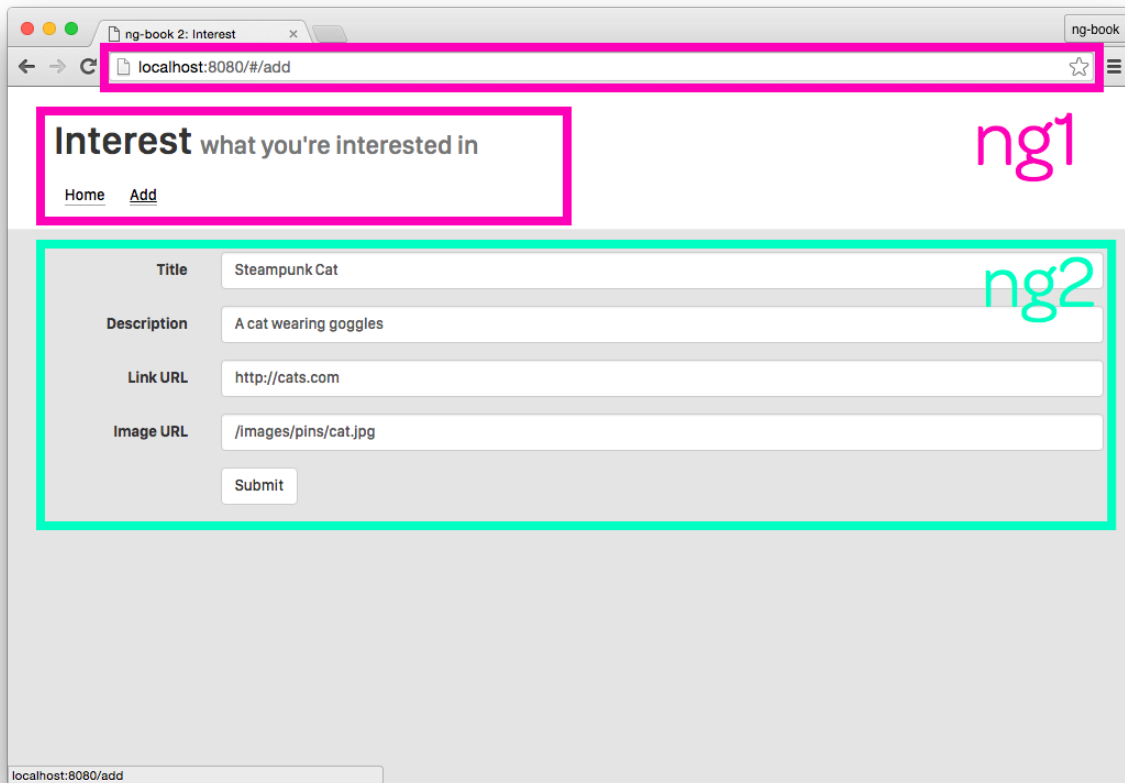 ng-book 2: Interest
ng-book
localhost:8080/#/add
Interest what you're interested in
ng1
Home Add
Title Steampunk Cat
ng2
Description A cat wearing goggles
Link URL http://cats.com
Image URL /images/pins/cat.jpg
Submit
localhost:8080/add